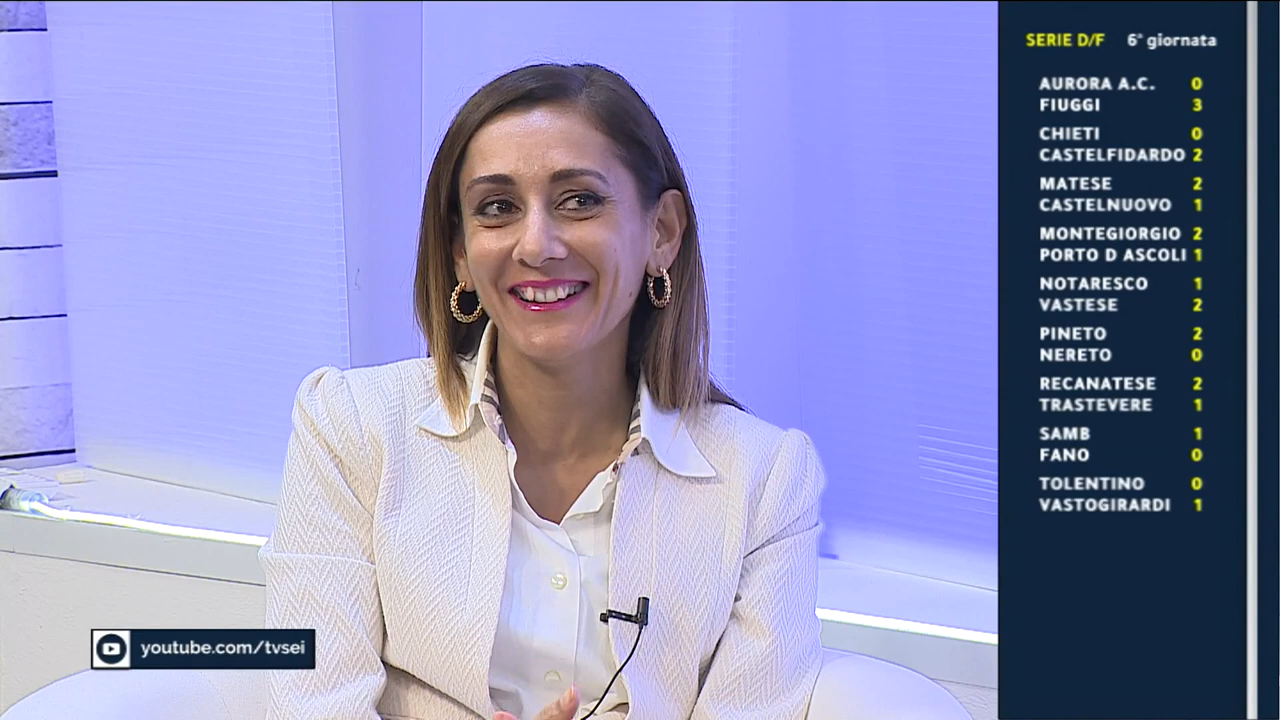 SERIE D/F 6ª giornata
AURORA A.C. 0
FIUGGI 3
CHIETI 0
CASTELFIDARDO 2
MATESE 2
CASTELNUOVO 1
MONTEGIORGIO 2
PORTO D ASCOLI 1
NOTARESCO 1
VASTESE 2
PINETO 2
NERETO 0
RECANATESE 2
TRASTEVERE 1
SAMB 1
FANO 0
TOLENTINO 0
VASTOGIRARDI 1
youtube.com/tvsei